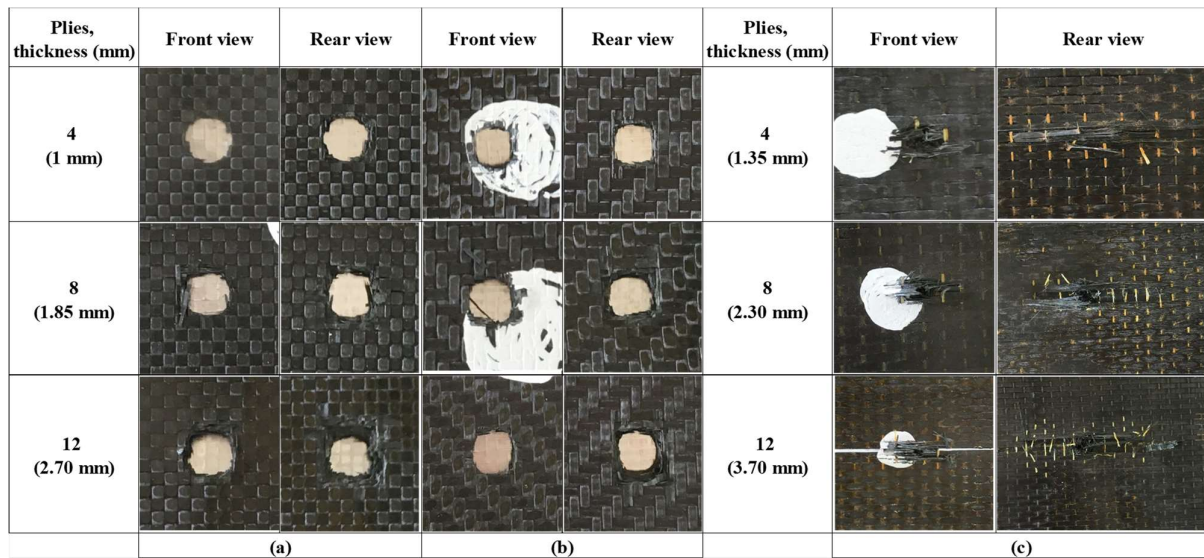 Plies,
thickness (mm)
Front view
Rear view
Front view
Rear view
Plies,
thickness (mm)
Front view
Rear view
4
(1 mm)
4
(1.35 mm)
8
(1.85 mm)
8
(2.30 mm)
12
(2.70 mm)
12
(3.70 mm)
(a)
(b)
(c)